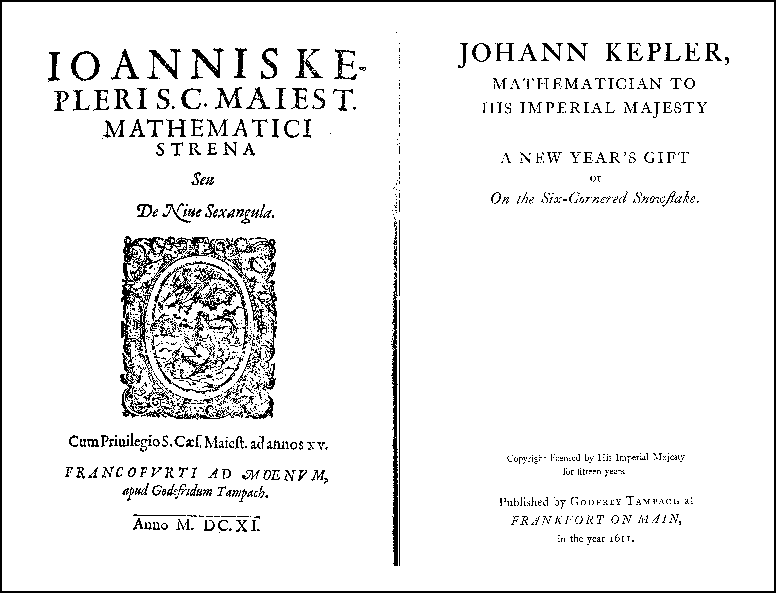 IOANNIS KE-
PLERI S. C. MAIEST.
MATHEMATICI
STRENA
Seu
De Niue Sexangula.
Cum Priuilegio S. Cæs. Maiest. ad annos xv.
FRANCOFVRTI AD MOENVM,
apud Godefridum Tampach.
Anno M. DC. XI.
JOHANN KEPLER,
MATHEMATICIAN TO
HIS IMPERIAL MAJESTY
A NEW YEAR'S GIFT
or
On the Six-Cornered Snowflake.
Copyright licensed by His Imperial Majesty
for fifteen years
Published by GODFREY TAMPACH at
FRANKFORT ON MAIN,
in the year 1611.